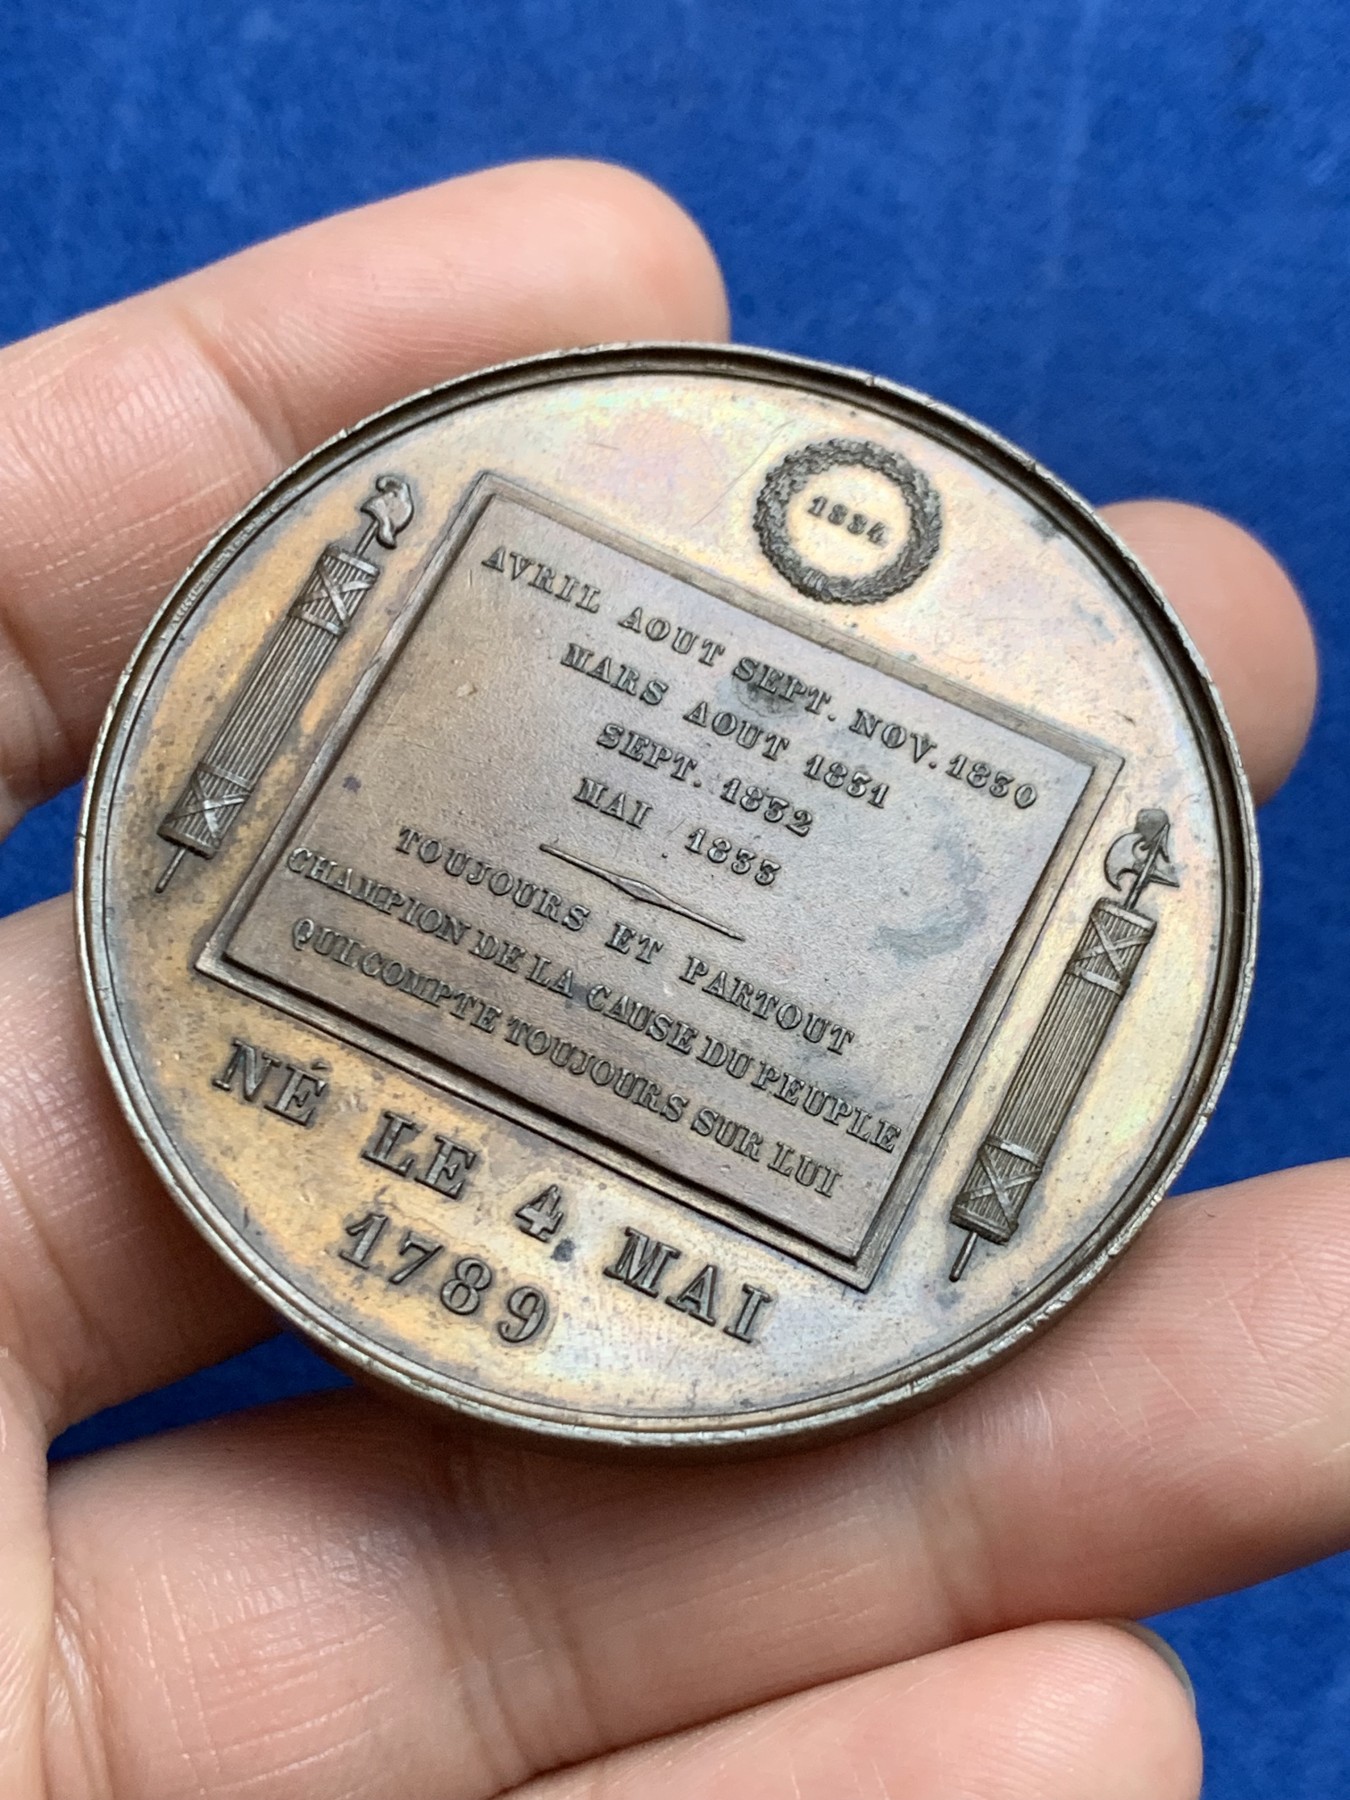 1834
AVRIL AOUT SEPT. NOV. 1830
MARS AOUT 1831
SEPT. 1832
MAI 1833
TOUJOURS ET PARTOUT
CHAMPION DE LA CAUSE DU PEUPLE
QUI COMPTE TOUJOURS SUR LUI
NÉ LE 4. MAI
1789